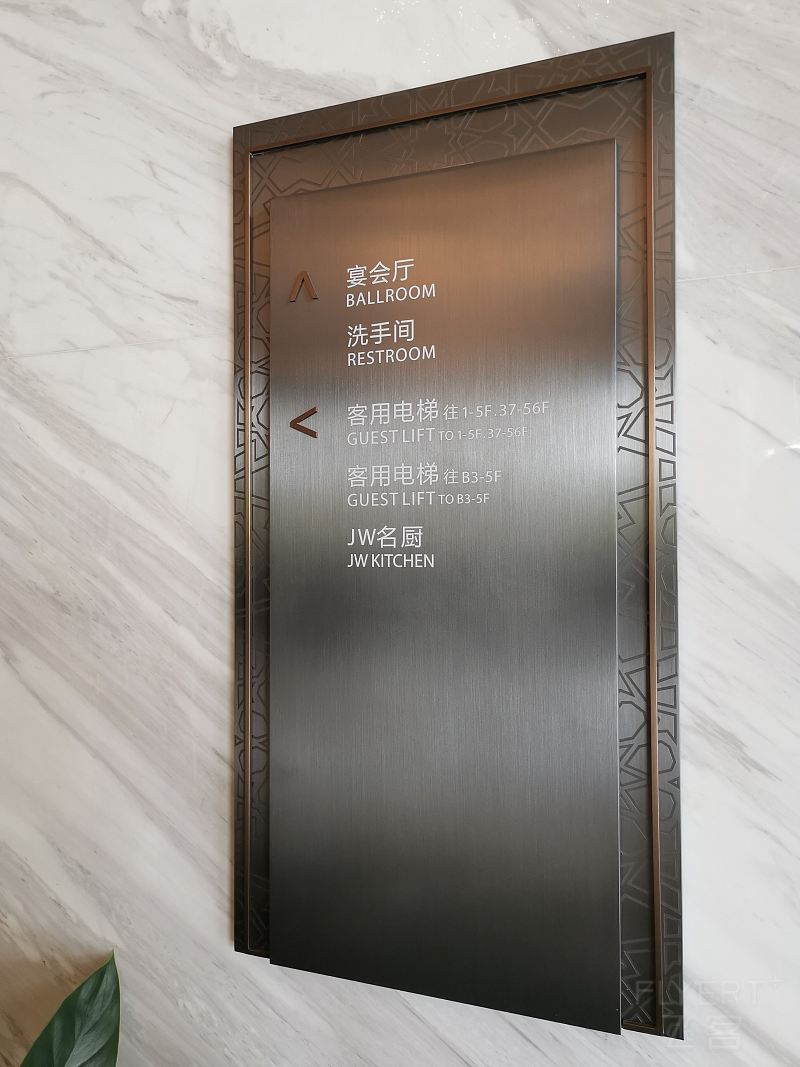 宴会厅
BALLROOM
洗手间
RESTROOM
客用电梯 往 1-5F.37-56F
GUEST LIFT TO 1-5F.37-56F
客用电梯 往 B3-5F
GUEST LIFT TO B3-5F
JW名厨
JW KITCHEN
FLYERT